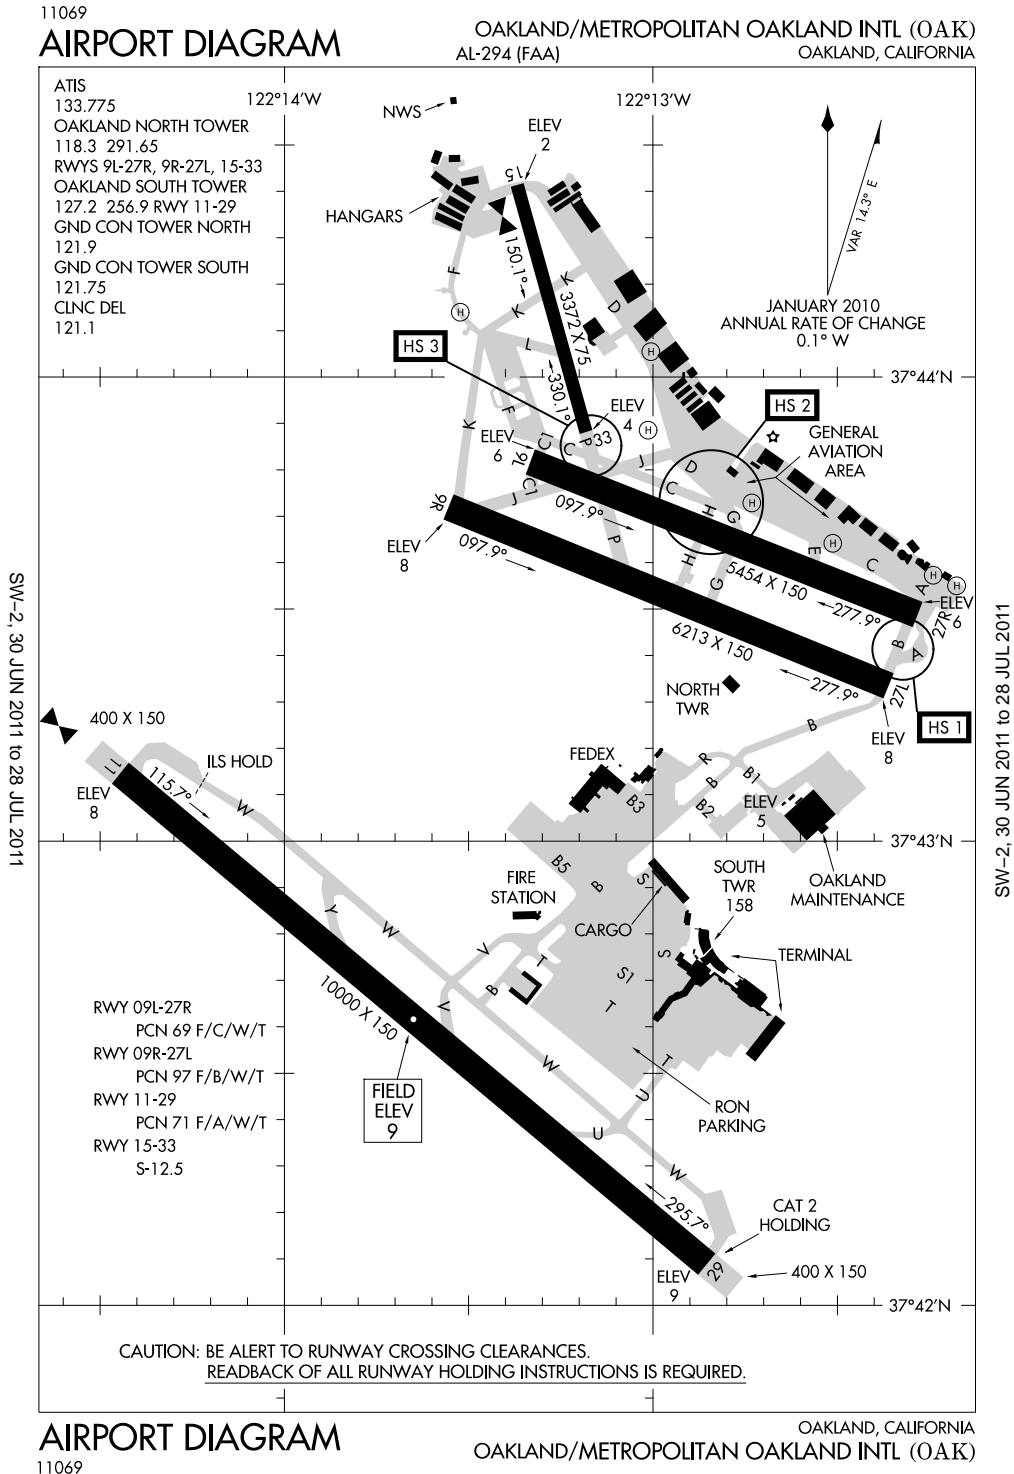 11069
AIRPORT DIAGRAM
OAKLAND/METROPOLITAN OAKLAND INTL (OAK)
AL-294 (FAA)
OAKLAND, CALIFORNIA
ATIS
133.775
OAKLAND NORTH TOWER
118.3 291.65
RWYS 9L-27R, 9R-27L, 15-33
OAKLAND SOUTH TOWER
127.2 256.9 RWY 11-29
GND CON TOWER NORTH
121.9
GND CON TOWER SOUTH
121.75
CLNC DEL
121.1
122°14'W
122°13'W
NWS
ELEV
2
15
HANGARS
VAR 14.3° E
JANUARY 2010
ANNUAL RATE OF CHANGE
0.1° W
F
150.1°
K
K
3372 X 75
D
H
H
L
HS 3
330.1°
37°44'N
HS 2
F
ELEV
4
33
P
H
GENERAL
AVIATION
AREA
K
ELEV
6
9L
C1
C
J
D
C1
J
C
H
G
H
9R
097.9°
ELEV
8
097.9°
P
H
G
5454 X 150
E
H
C
H
H
A
277.9°
ELEV
6
27R
6213 X 150
B
A
277.9°
27L
NORTH
TWR
HS 1
ELEV
8
B
400 X 150
ILS HOLD
11
ELEV
8
115.7°
W
FEDEX
R
B
B1
B3
B2
ELEV
5
37°43'N
OAKLAND
MAINTENANCE
B5
B
S
SOUTH
TWR
158
FIRE
STATION
CARGO
Y
W
V
T
B
S
S1
T
TERMINAL
10000 X 150
V
RWY 09L-27R
PCN 69 F/C/W/T
RWY 09R-27L
PCN 97 F/B/W/T
RWY 11-29
PCN 71 F/A/W/T
RWY 15-33
S-12.5
FIELD
ELEV
9
W
T
U
U
RON
PARKING
W
295.7°
CAT 2
HOLDING
29
ELEV
9
400 X 150
37°42'N
CAUTION: BE ALERT TO RUNWAY CROSSING CLEARANCES.
READBACK OF ALL RUNWAY HOLDING INSTRUCTIONS IS REQUIRED.
SW-2, 30 JUN 2011 to 28 JUL 2011
SW-2, 30 JUN 2011 to 28 JUL 2011
AIRPORT DIAGRAM
11069
OAKLAND, CALIFORNIA
OAKLAND/METROPOLITAN OAKLAND INTL (OAK)